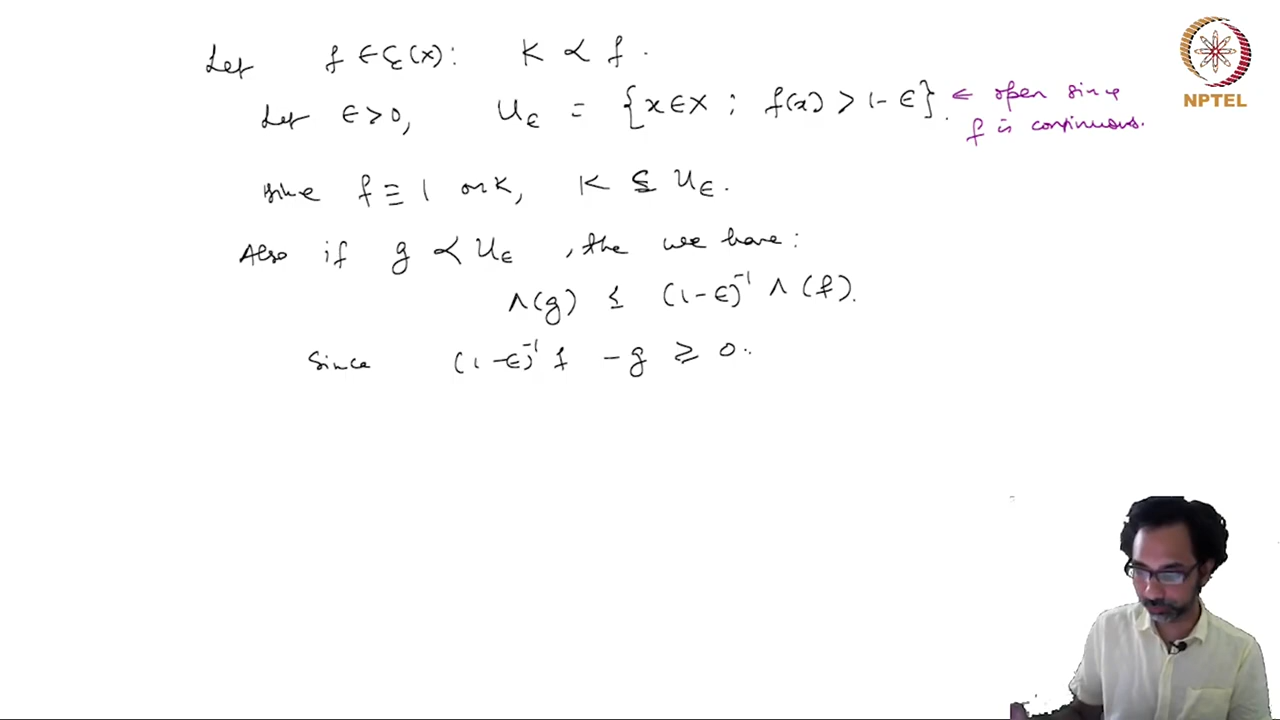 Let f ∈ C_c(X) : K ≺ f .
Let ε > 0, U_ε = {x ∈ X ; f(x) > 1 - ε} . ← open since
f is continuous.
NPTEL
Since f ≡ 1 on K, K ⊆ U_ε .
Also if g ≺ U_ε , the we have :
Λ(g) ≤ (1-ε)^{-1} Λ(f) .
Since (1-ε)^{-1} f - g ≥ 0 .